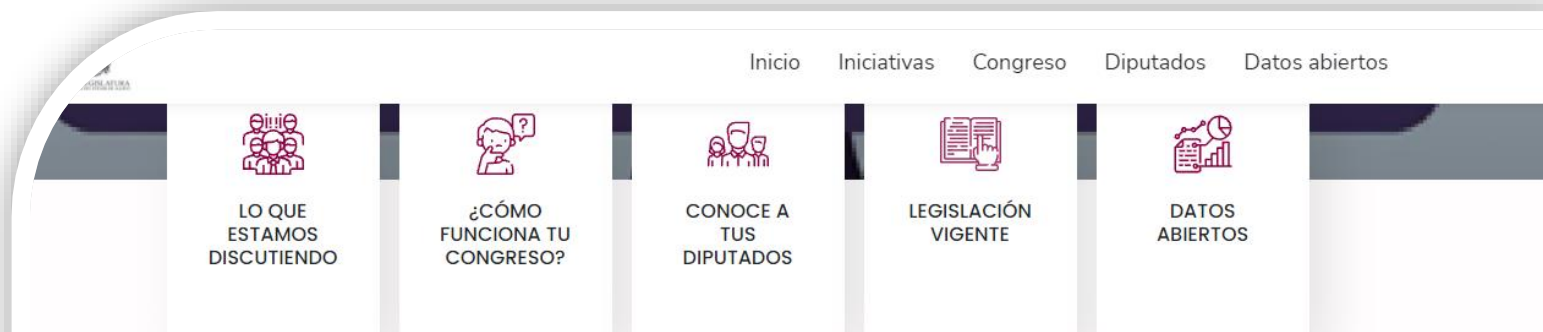 Inicio Iniciativas Congreso Diputados Datos abiertos
LO QUE
ESTAMOS
DISCUTIENDO
¿CÓMO
FUNCIONA TU
CONGRESO?
CONOCE A
TUS
DIPUTADOS
LEGISLACIÓN
VIGENTE
DATOS
ABIERTOS